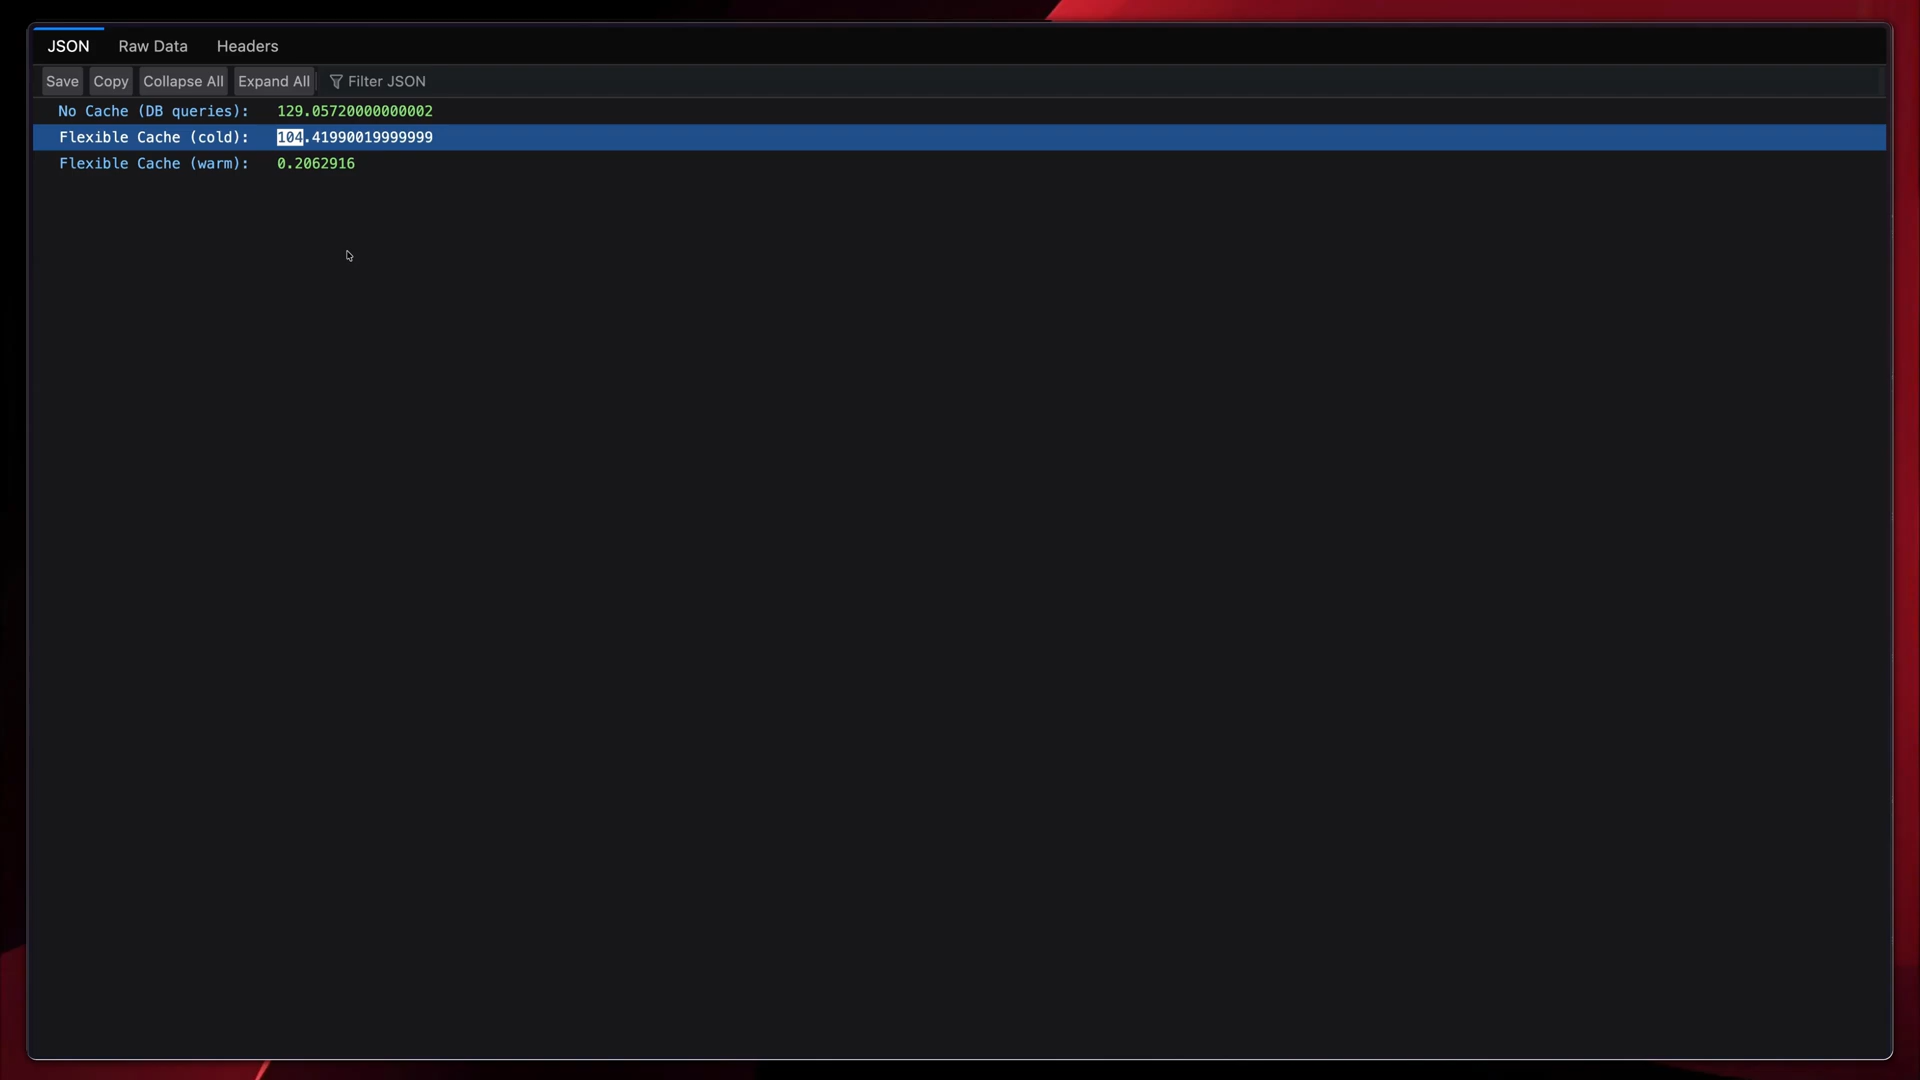 JSON Raw Data Headers
Save Copy Collapse All Expand All Filter JSON
No Cache (DB queries): 129.05720000000002
Flexible Cache (cold): 104.41990019999999
Flexible Cache (warm): 0.2062916